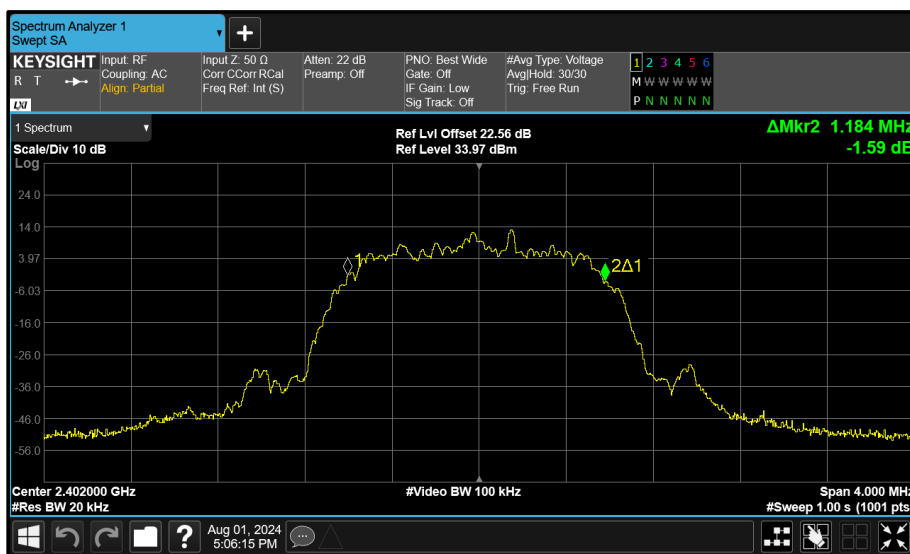 Spectrum Analyzer 1
Swept SA
+
KEYSIGHT
R T
LXI
Input: RF
Coupling: AC
Align: Partial
Input Z: 50 Ω
Corr CCorr RCal
Freq Ref: Int (S)
Atten: 22 dB
Preamp: Off
PNO: Best Wide
Gate: Off
IF Gain: Low
Sig Track: Off
#Avg Type: Voltage
Avg|Hold: 30/30
Trig: Free Run
1 2 3 4 5 6
M W W W W W
P N N N N N
1 Spectrum
Scale/Div 10 dB
Log
Ref Lvl Offset 22.56 dB
Ref Level 33.97 dBm
ΔMkr2 1.184 MHz
-1.59 dB
24.0
14.0
3.97
-6.03
-16.0
-26.0
-36.0
-46.0
-56.0
1
2Δ1
Center 2.402000 GHz
#Res BW 20 kHz
#Video BW 100 kHz
Span 4.000 MHz
#Sweep 1.00 s (1001 pts
?
Aug 01, 2024
5:06:15 PM